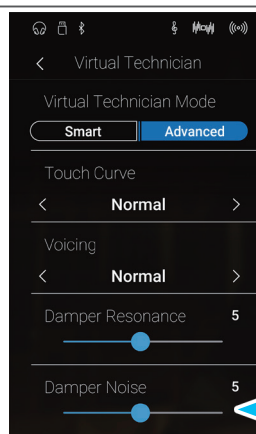 < Virtual Technician
Virtual Technician Mode
Smart Advanced
Touch Curve
< Normal >
Voicing
< Normal >
Damper Resonance 5
Damper Noise 5